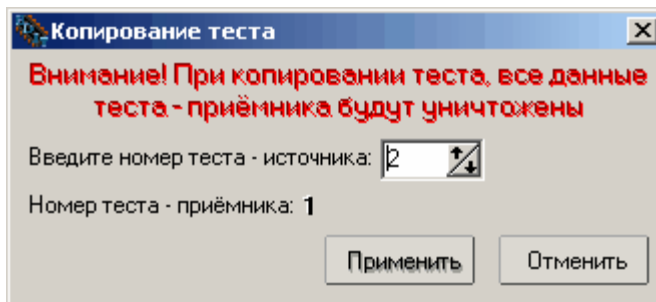 Копирование теста
Внимание! При копировании теста, все данные
теста - приёмника будут уничтожены
Введите номер теста - источника: 2
Номер теста - приёмника: 1
Применить Отменить